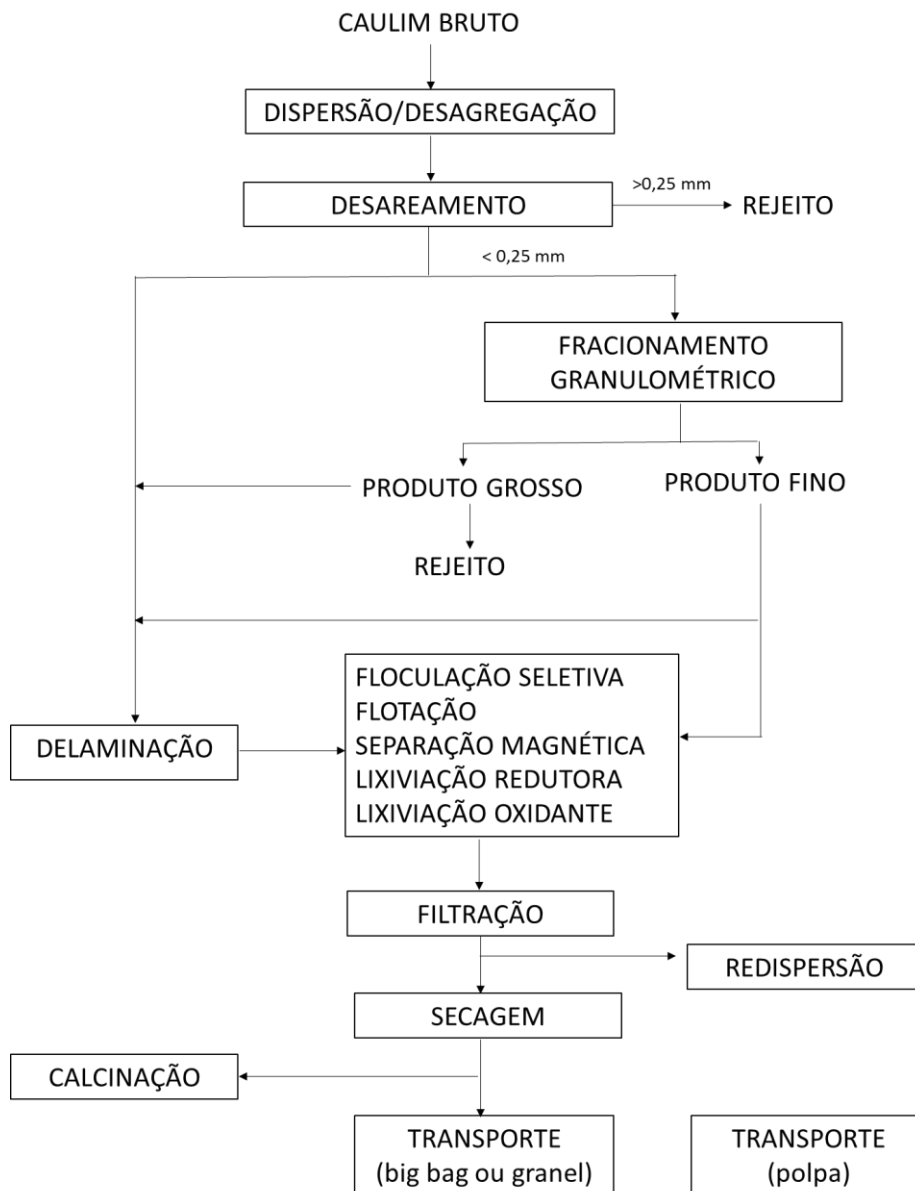 CAULIM BRUTO
DISPERSÃO/DESAGREGAÇÃO
DESAREAMENTO
>0,25 mm
REJEITO
< 0,25 mm
FRACIONAMENTO
GRANULOMÉTRICO
PRODUTO GROSSO
PRODUTO FINO
REJEITO
FLOCULAÇÃO SELETIVA
FLOTAÇÃO
SEPARAÇÃO MAGNÉTICA
LIXIVIAÇÃO REDUTORA
LIXIVIAÇÃO OXIDANTE
DELAMINAÇÃO
FILTRAÇÃO
REDISPERSÃO
SECAGEM
CALCINAÇÃO
TRANSPORTE
(big bag ou granel)
TRANSPORTE
(polpa)